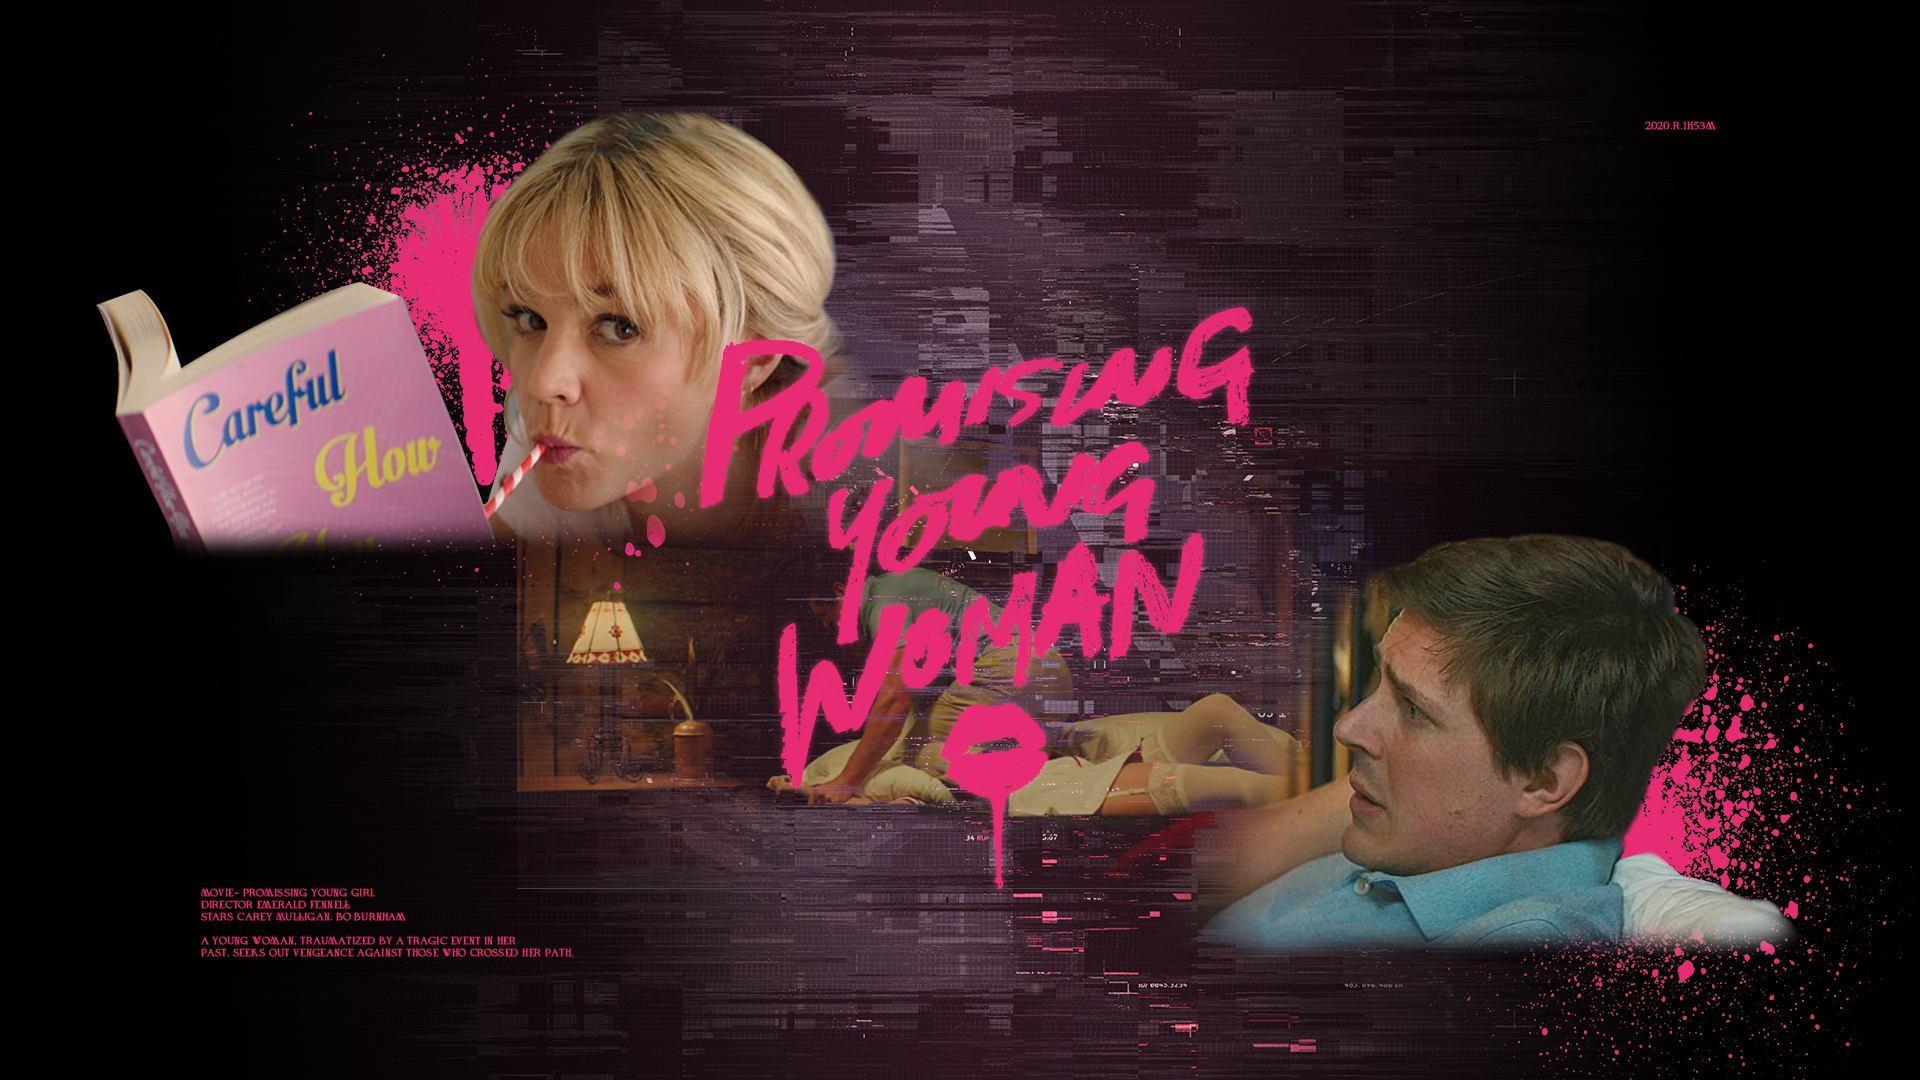 2020.R.1H53M
Careful
How
PROMISING
YOUNG
WOMAN
MOVIE- PROMISSING YOUNG GIRL
DIRECTOR EMERALD FENNELL
STARS CAREY MULLIGAN. BO BURNHAM
A YOUNG WOMAN, TRAUMATIZED BY A TRAGIC EVENT IN HER
PAST, SEEKS OUT VENGEANCE AGAINST THOSE WHO CROSSED HER PATH.